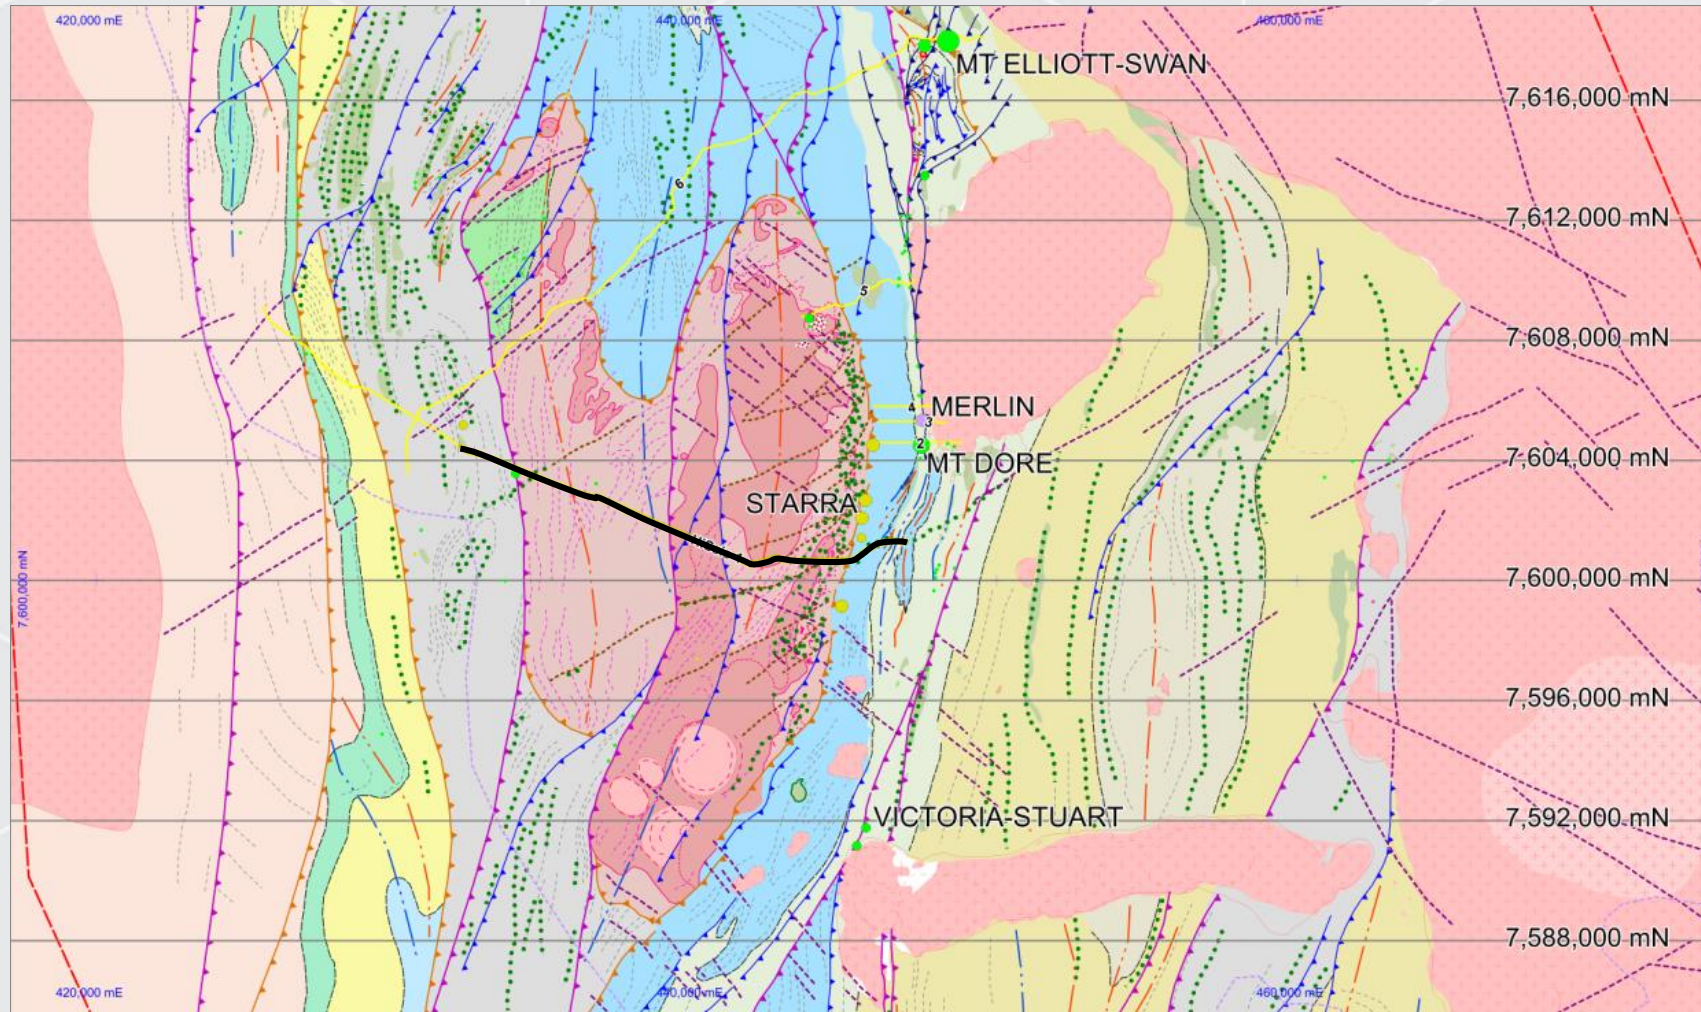 420,000 mE
440,000 mE
460,000 mE
MT ELLIOTT-SWAN
7,616,000 mN
6
7,612,000 mN
5
7,608,000 mN
4
MERLIN
3
2
7,604,000 mN
MT DORE
STARRA
7,600,000 mN
7,600,000 mN
7,596,000 mN
VICTORIA-STUART
7,592,000 mN
7,588,000 mN
420,000 mE
440,000 mE
460,000 mE